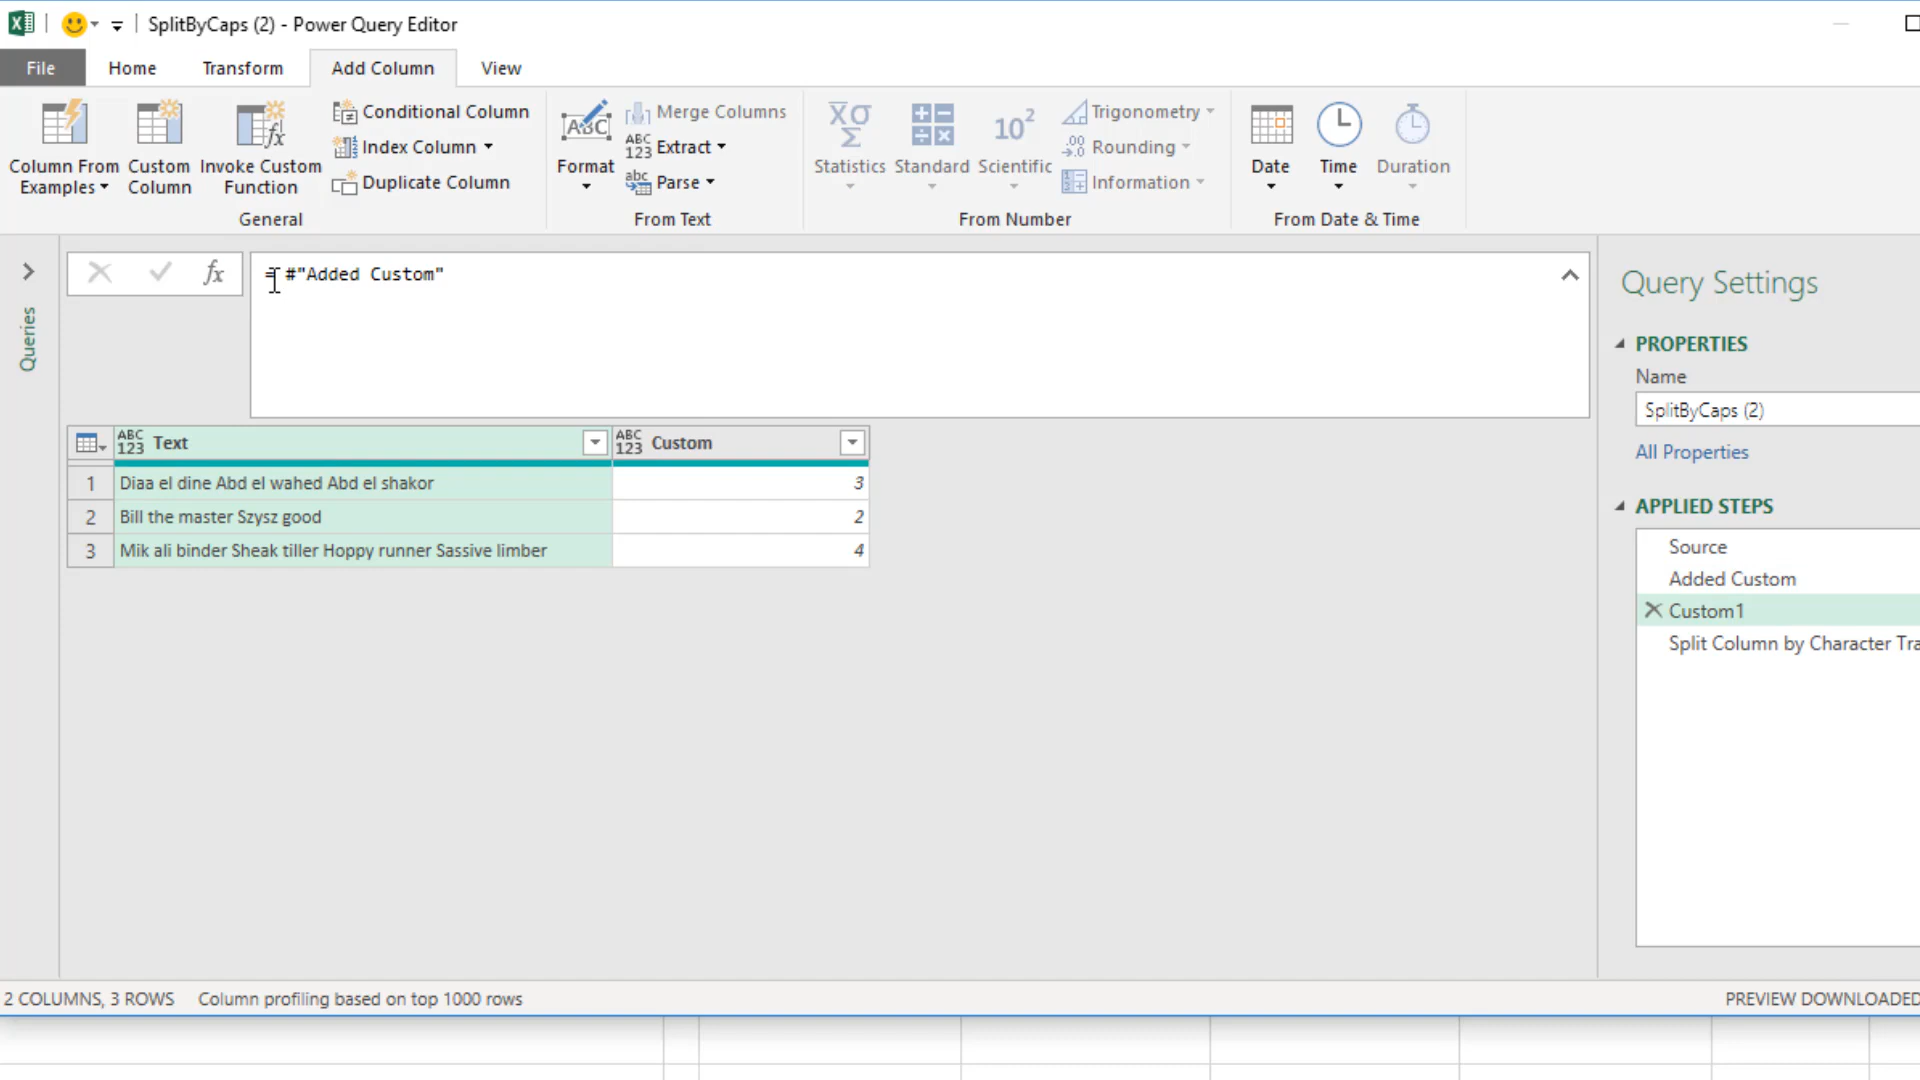 SplitByCaps (2) - Power Query Editor
File Home Transform Add Column View
Column From Examples
Custom Column
Invoke Custom Function
Conditional Column
Index Column
Duplicate Column
General
Format
Merge Columns
Extract
Parse
From Text
Statistics
Standard
Scientific
Trigonometry
Rounding
Information
From Number
Date
Time
Duration
From Date & Time
Queries
fx
= #"Added Custom"
ABC 123 Text ABC 123 Custom
1 Diaa el dine Abd el wahed Abd el shakor 3
2 Bill the master Szysz good 2
3 Mik ali binder Sheak tiller Hoppy runner Sassive limber 4
Query Settings
PROPERTIES
Name
SplitByCaps (2)
All Properties
APPLIED STEPS
Source
Added Custom
Custom1
Split Column by Character Tra
2 COLUMNS, 3 ROWS Column profiling based on top 1000 rows
PREVIEW DOWNLOADED